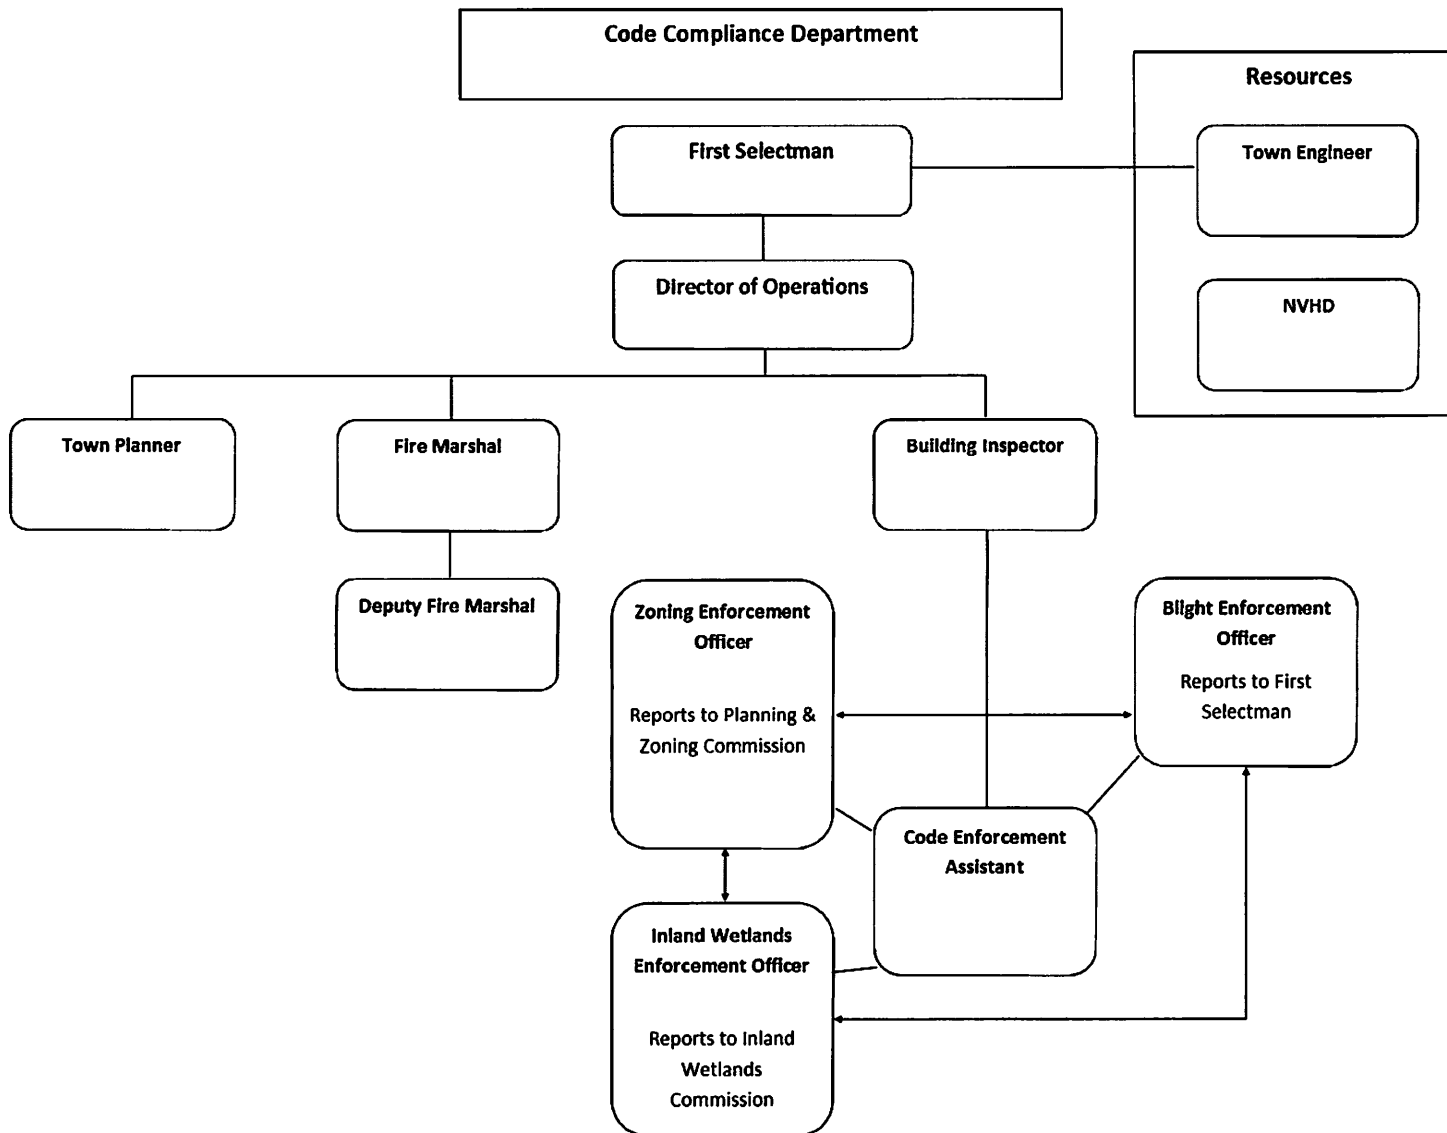 Code Compliance Department
Resources
First Selectman
Town Engineer
Director of Operations
NVHD
Town Planner
Fire Marshal
Building Inspector
Deputy Fire Marshal
Zoning Enforcement
Officer
Reports to Planning &
Zoning Commission
Blight Enforcement
Officer
Reports to First
Selectman
Code Enforcement
Assistant
Inland Wetlands
Enforcement Officer
Reports to Inland
Wetlands
Commission